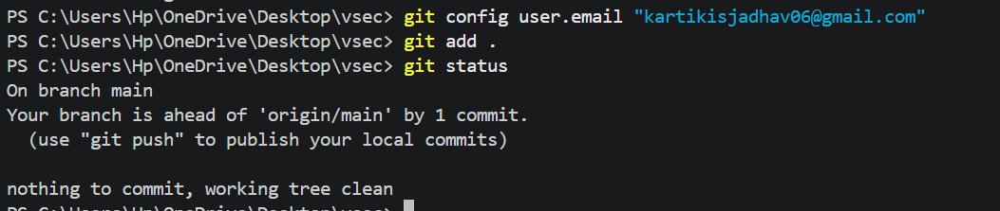 PS C:\Users\Hp\OneDrive\Desktop\vsec> git config user.email "kartikisjadhav06@gmail.com"
PS C:\Users\Hp\OneDrive\Desktop\vsec> git add .
PS C:\Users\Hp\OneDrive\Desktop\vsec> git status
On branch main
Your branch is ahead of 'origin/main' by 1 commit.
  (use "git push" to publish your local commits)

nothing to commit, working tree clean
PS C:\Users\Hp\OneDrive\Desktop\vsec>